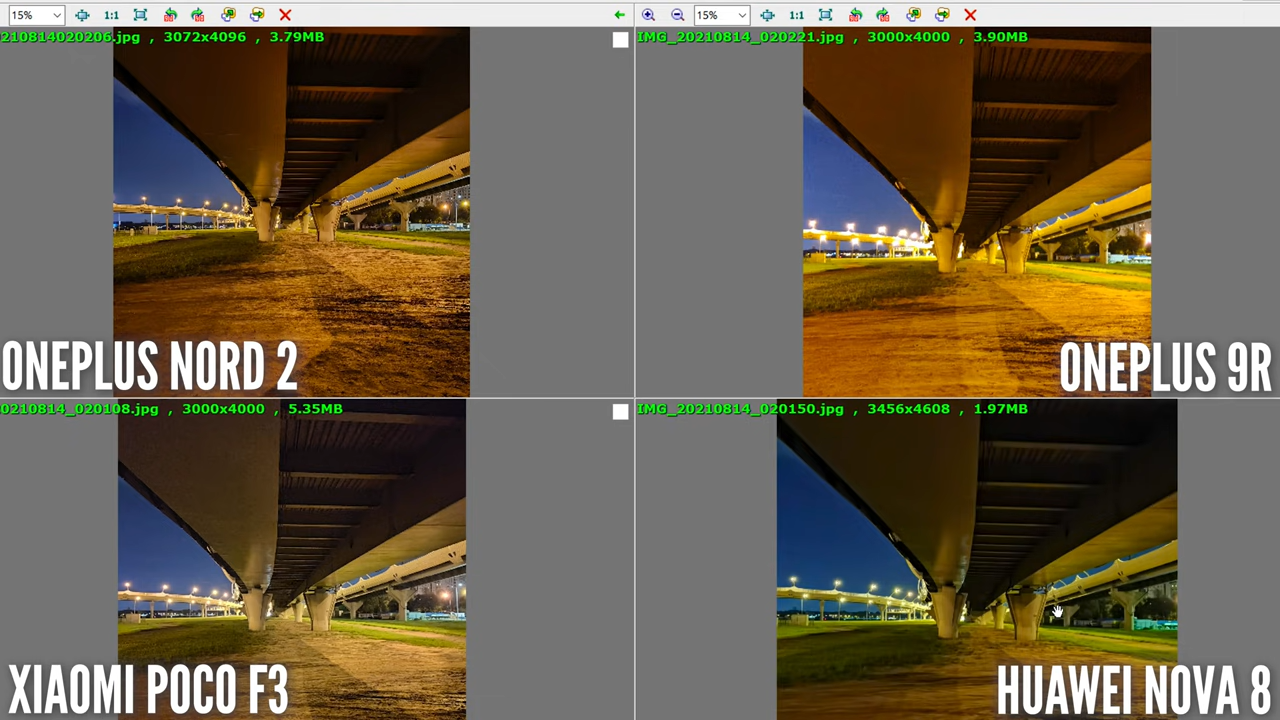 15% 1:1 15% 1:1
210814020206.jpg , 3072x4096 , 3.79MB
IMG_20210814_020221.jpg , 3000x4000 , 3.90MB
ONEPLUS NORD 2
ONEPLUS 9R
0210814_020108.jpg , 3000x4000 , 5.35MB
IMG_20210814_020150.jpg , 3456x4608 , 1.97MB
XIAOMI POCO F3
HUAWEI NOVA 8